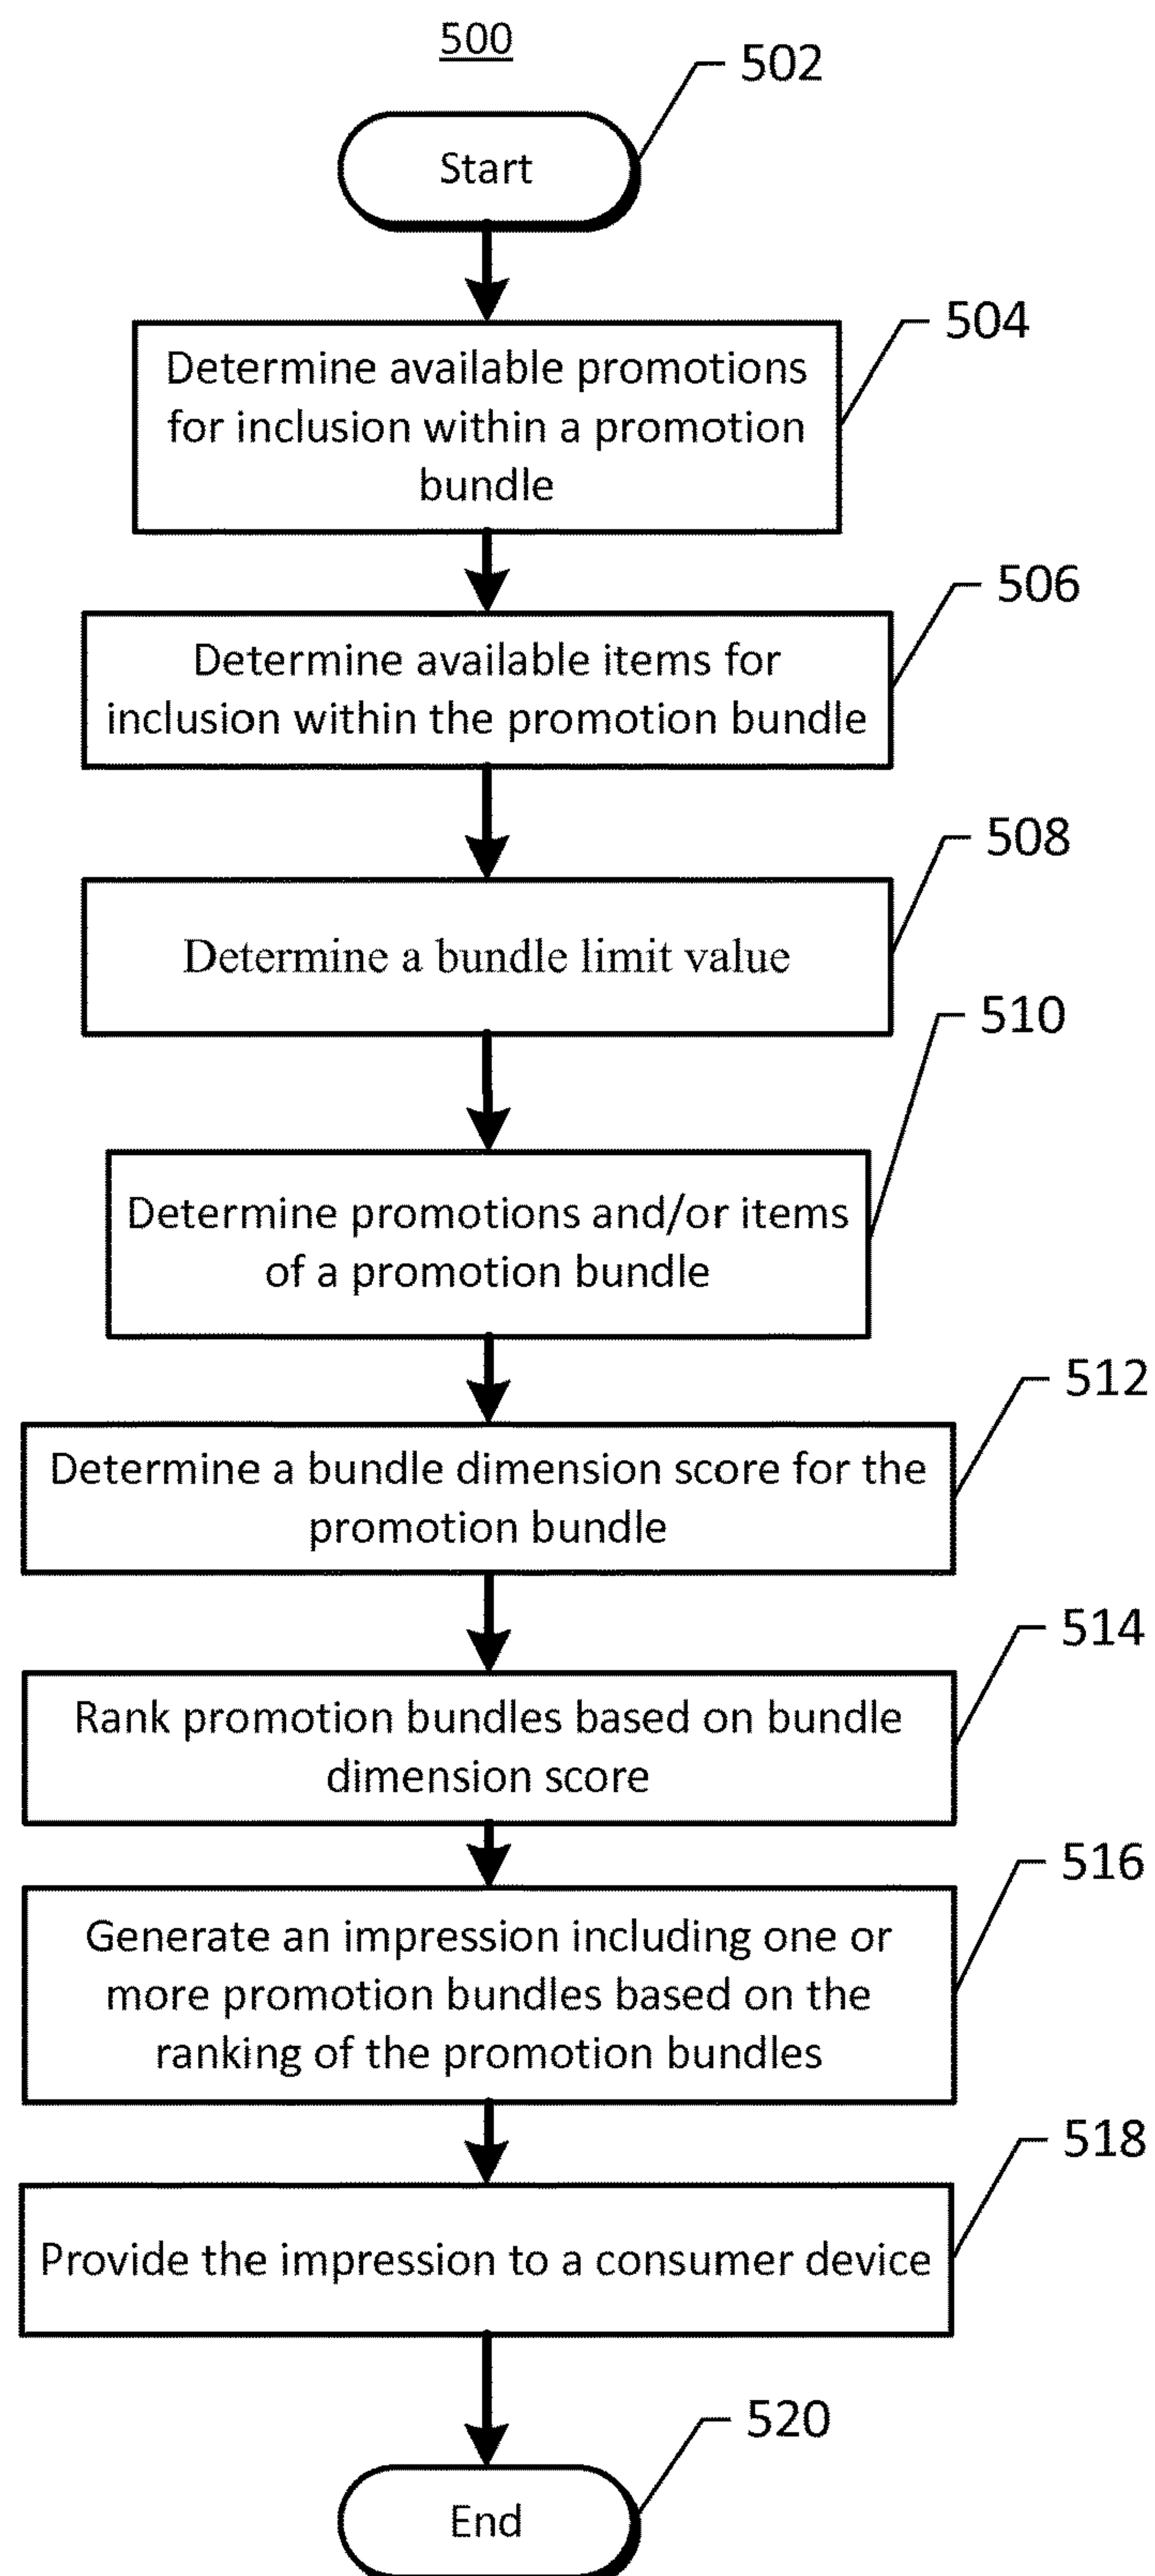 500
502
Start
504
Determine available promotions
for inclusion within a promotion
bundle
506
Determine available items for
inclusion within the promotion bundle
508
Determine a bundle limit value
510
Determine promotions and/or items
of a promotion bundle
512
Determine a bundle dimension score for the
promotion bundle
514
Rank promotion bundles based on bundle
dimension score
516
Generate an impression including one or
more promotion bundles based on the
ranking of the promotion bundles
518
Provide the impression to a consumer device
520
End